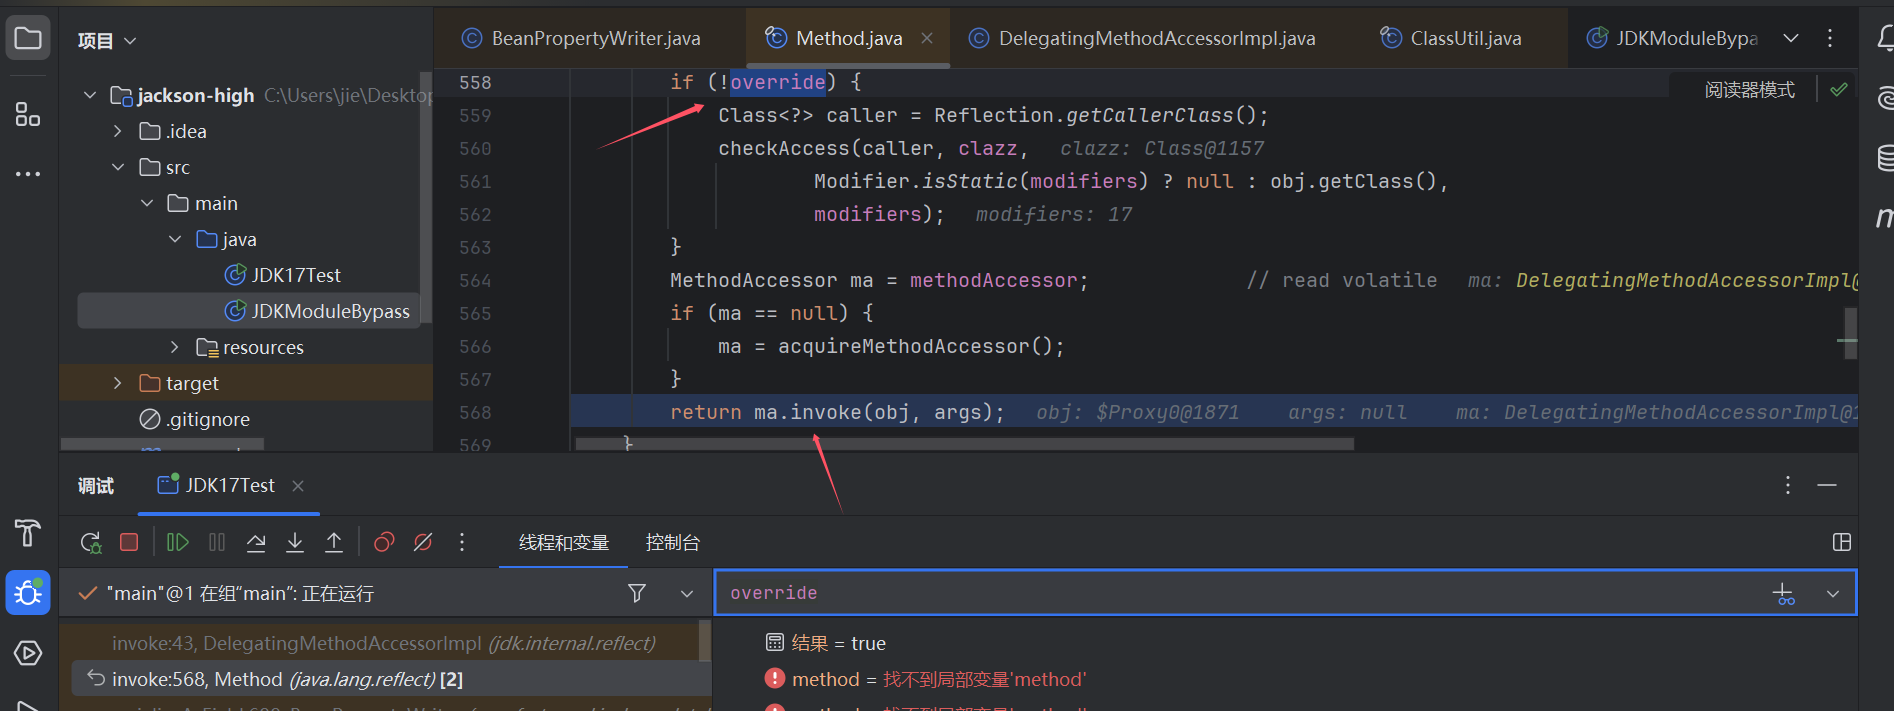 项目
BeanPropertyWriter.java
Method.java
DelegatingMethodAccessorImpl.java
ClassUtil.java
JDKModuleBypa
jackson-high C:\Users\jie\Desktop
.idea
src
main
java
JDK17Test
JDKModuleBypass
resources
target
.gitignore
阅读器模式
558 if (!override) {
559 Class<?> caller = Reflection.getCallerClass();
560 checkAccess(caller, clazz, clazz: Class@1157
561 Modifier.isStatic(modifiers) ? null : obj.getClass(),
562 modifiers); modifiers: 17
563 }
564 MethodAccessor ma = methodAccessor; // read volatile ma: DelegatingMethodAccessorImpl@
565 if (ma == null) {
566 ma = acquireMethodAccessor();
567 }
568 return ma.invoke(obj, args); obj: $Proxy0@1871 args: null ma: DelegatingMethodAccessorImpl@1
569 }
调试
JDK17Test
线程和变量
控制台
"main"@1 在组"main": 正在运行
override
invoke:43, DelegatingMethodAccessorImpl (jdk.internal.reflect)
invoke:568, Method (java.lang.reflect) [2]
结果 = true
method = 找不到局部变量'method'